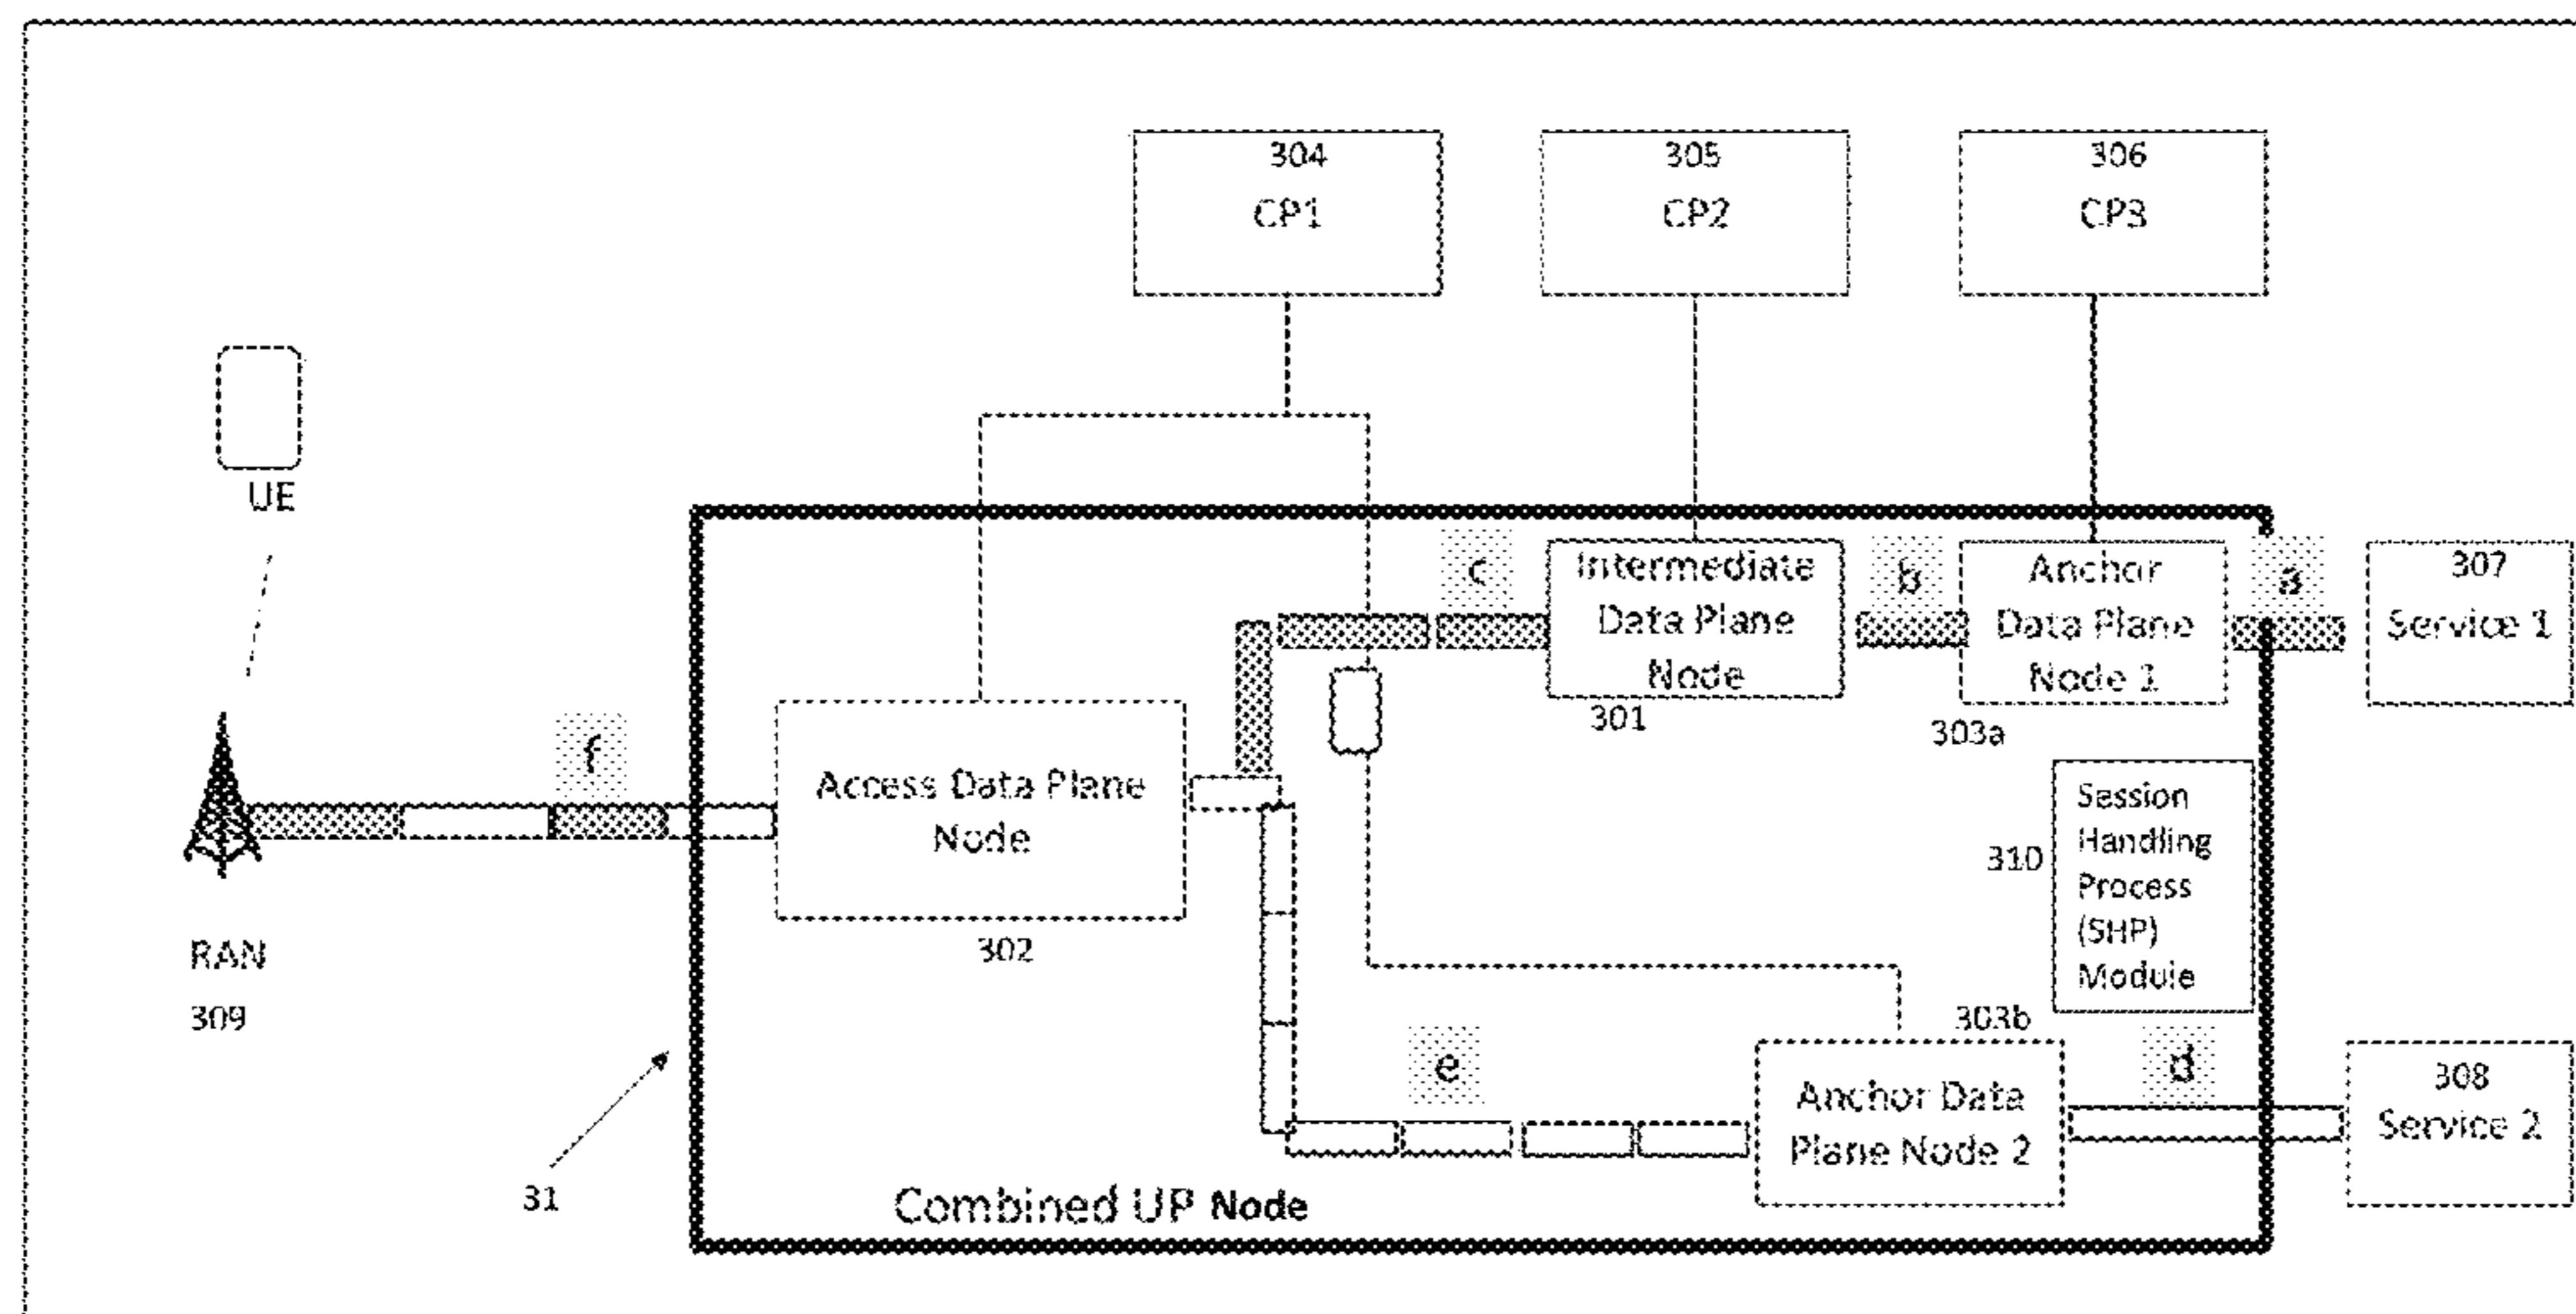 304
CP1
305
CP2
306
CP3
UE
c
Intermediate
Data Plane
Node
301
b
Anchor
Data Plane
Node 1
303a
a
307
Service 1
f
Access Data Plane
Node
302
310
Session
Handling
Process
(SHP)
Module
RAN
309
303b
e
Anchor Data
Plane Node 2
d
308
Service 2
31
Combined UP Node